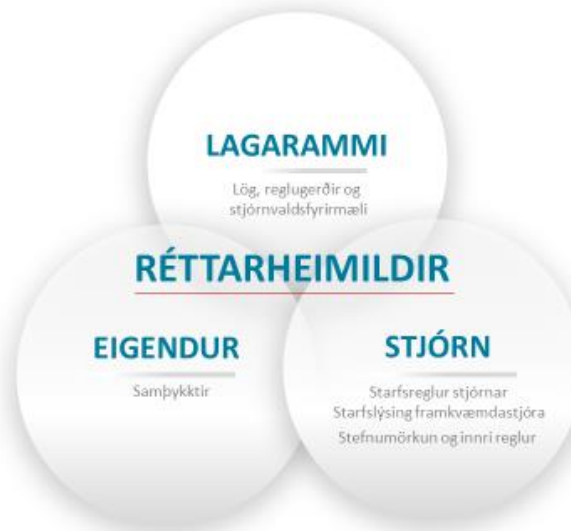 LAGARAMMI
Lög, reglugerðir og
stjórnvaldsfyrirmæli
RÉTTARHEIMILDIR
EIGENDUR
Samþykktir
STJÓRN
Starfsreglur stjórnar
Starfslýsing framkvæmdastjóra
Stefnumörkun og innri reglur